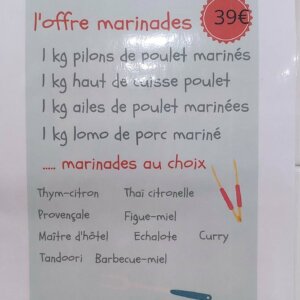 l'offre marinades 39€
1 kg pilons de poulet marinés
1 kg haut de cuisse poulet
1 kg ailes de poulet marinées
1 kg lomo de porc mariné
..... marinades au choix
Thym-citron Thaï citronelle
Provençale Figue-miel
Maître d'hôtel Echalote Curry
Tandoori Barbecue-miel